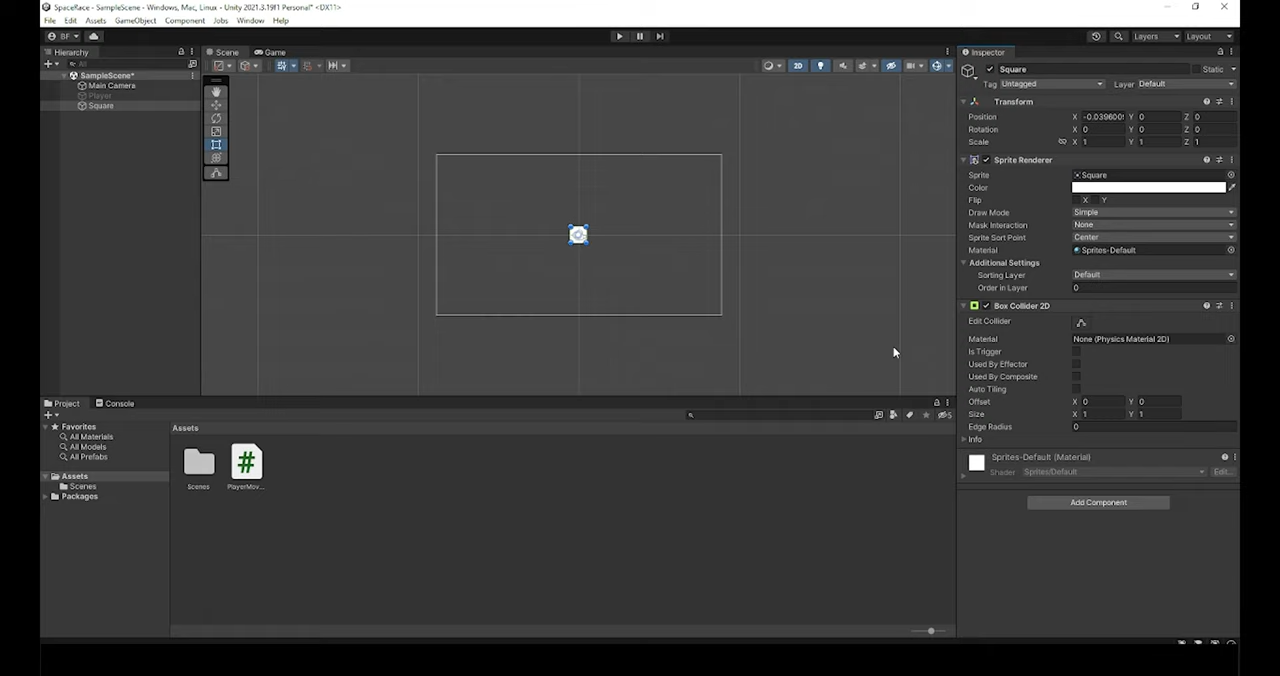 SpaceRace - SampleScene - Windows, Mac, Linux - Unity 2021.3.19f1 Personal* <DX11>
File Edit Assets GameObject Component Jobs Window Help
BF Layers Layout
Hierarchy Scene Game Inspector
All
SampleScene*
Main Camera
Player
Square
2D
Square Static
Tag Untagged Layer Default
Transform
Position X -0.039600 Y 0 Z 0
Rotation X 0 Y 0 Z 0
Scale X 1 Y 1 Z 1
Sprite Renderer
Sprite Square
Color
Flip X Y
Draw Mode Simple
Mask Interaction None
Sprite Sort Point Center
Material Sprites-Default
Additional Settings
Sorting Layer Default
Order in Layer 0
Box Collider 2D
Edit Collider
Material None (Physics Material 2D)
Is Trigger
Used By Effector
Used By Composite
Auto Tiling
Offset X 0 Y 0
Size X 1 Y 1
Edge Radius 0
Info
Sprites-Default (Material)
Shader Sprites/Default Edit...
Add Component
Project Console
Favorites
All Materials
All Models
All Prefabs
Assets
Scenes
Packages
Assets
Scenes
PlayerMov...